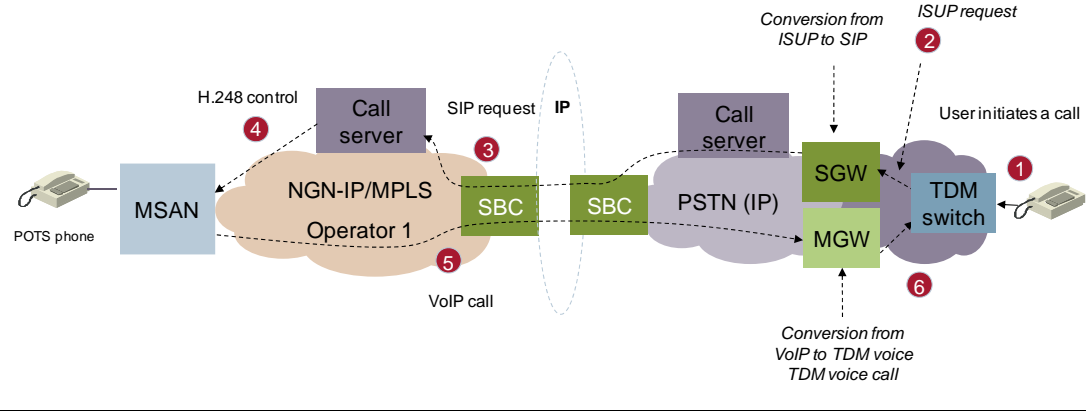 Conversion from
ISUP to SIP
ISUP request
2
H.248 control
4
Call
server
SIP request
3
IP
Call
server
User initiates a call
1
SGW
TDM
switch
MSAN
POTS phone
NGN-IP/MPLS
Operator 1
SBC
SBC
PSTN (IP)
MGW
5
VoIP call
6
Conversion from
VoIP to TDM voice
TDM voice call